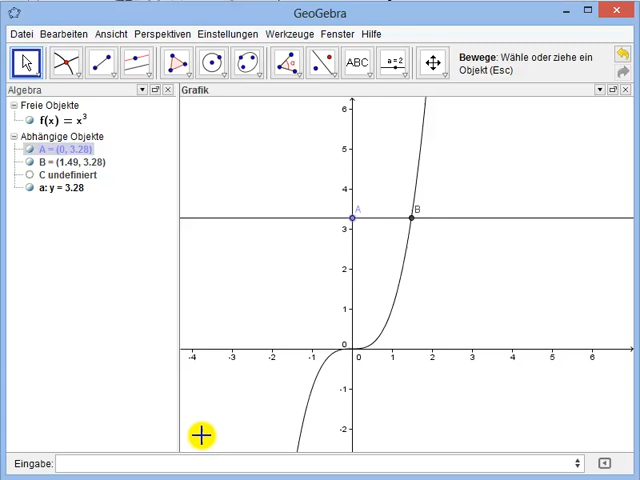 GeoGebra
Datei Bearbeiten Ansicht Perspektiven Einstellungen Werkzeuge Fenster Hilfe
ABC
a = 2
α
Bewege: Wähle oder ziehe ein
Objekt (Esc)
Algebra
Grafik
Freie Objekte
f(x) = x³
Abhängige Objekte
A = (0, 3.28)
B = (1.49, 3.28)
C undefiniert
a: y = 3.28
6
5
4
A
B
3
2
1
0
-4 -3 -2 -1 0 1 2 3 4 5 6
-1
-2
Eingabe: